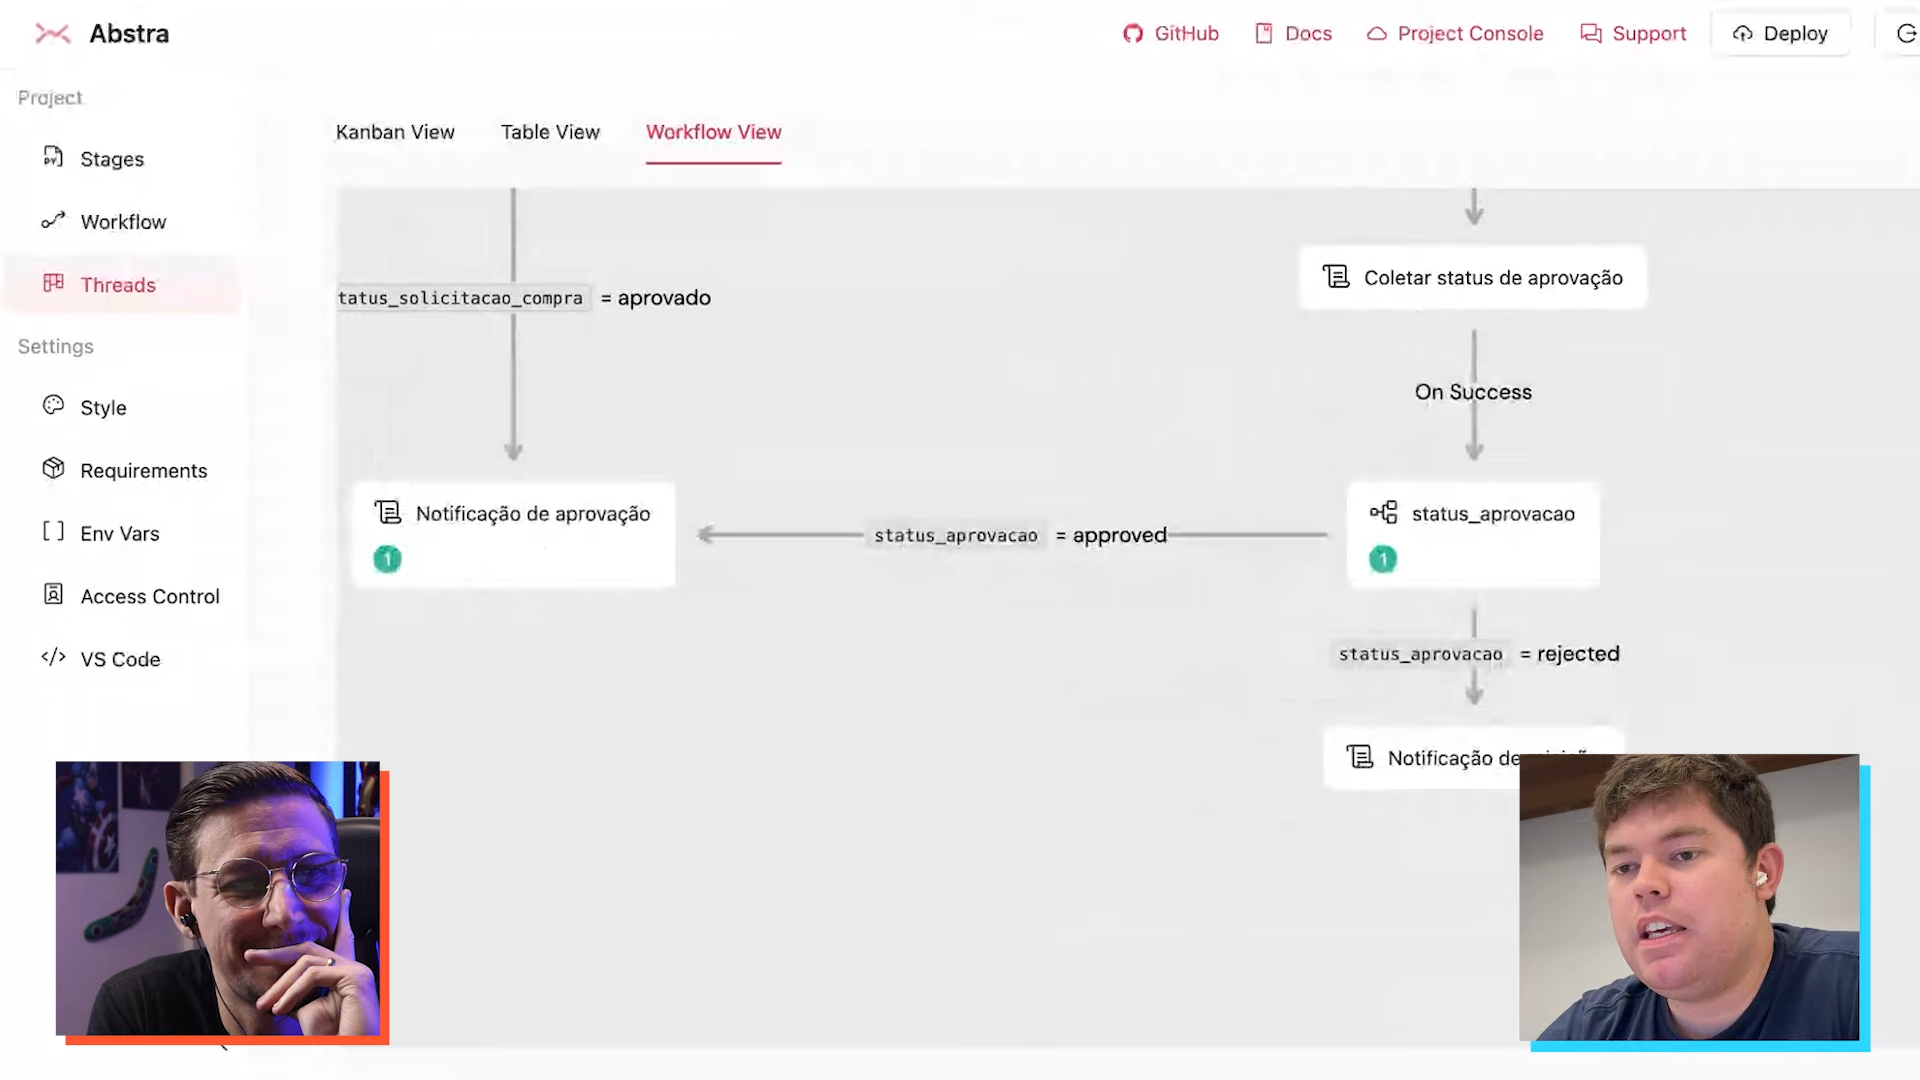 Abstra
GitHub
Docs
Project Console
Support
Deploy
Project
Stages
Workflow
Threads
Settings
Style
Requirements
Env Vars
Access Control
VS Code
Kanban View
Table View
Workflow View
tatus_solicitacao_compra = aprovado
Coletar status de aprovação
On Success
Notificação de aprovação
1
status_aprovacao = approved
status_aprovacao
1
status_aprovacao = rejected
Notificação de